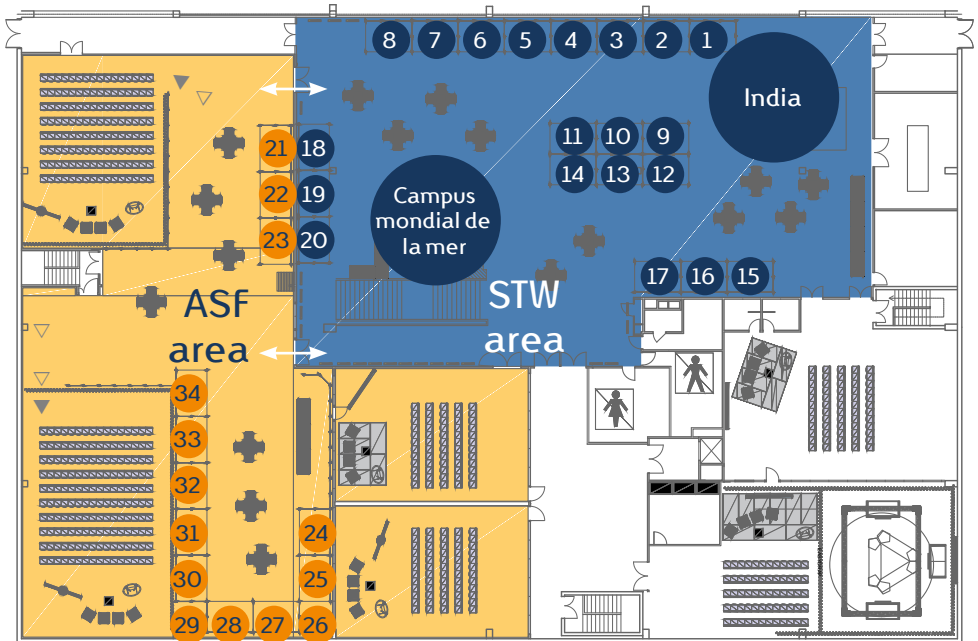 8 7 6 5 4 3 2 1
India
11 10 9
14 13 12
21 18
22 19
23 20
Campus
mondial de
la mer
17 16 15
ASF
area
STW
area
34
33
32
31
30
24
25
29 28 27 26